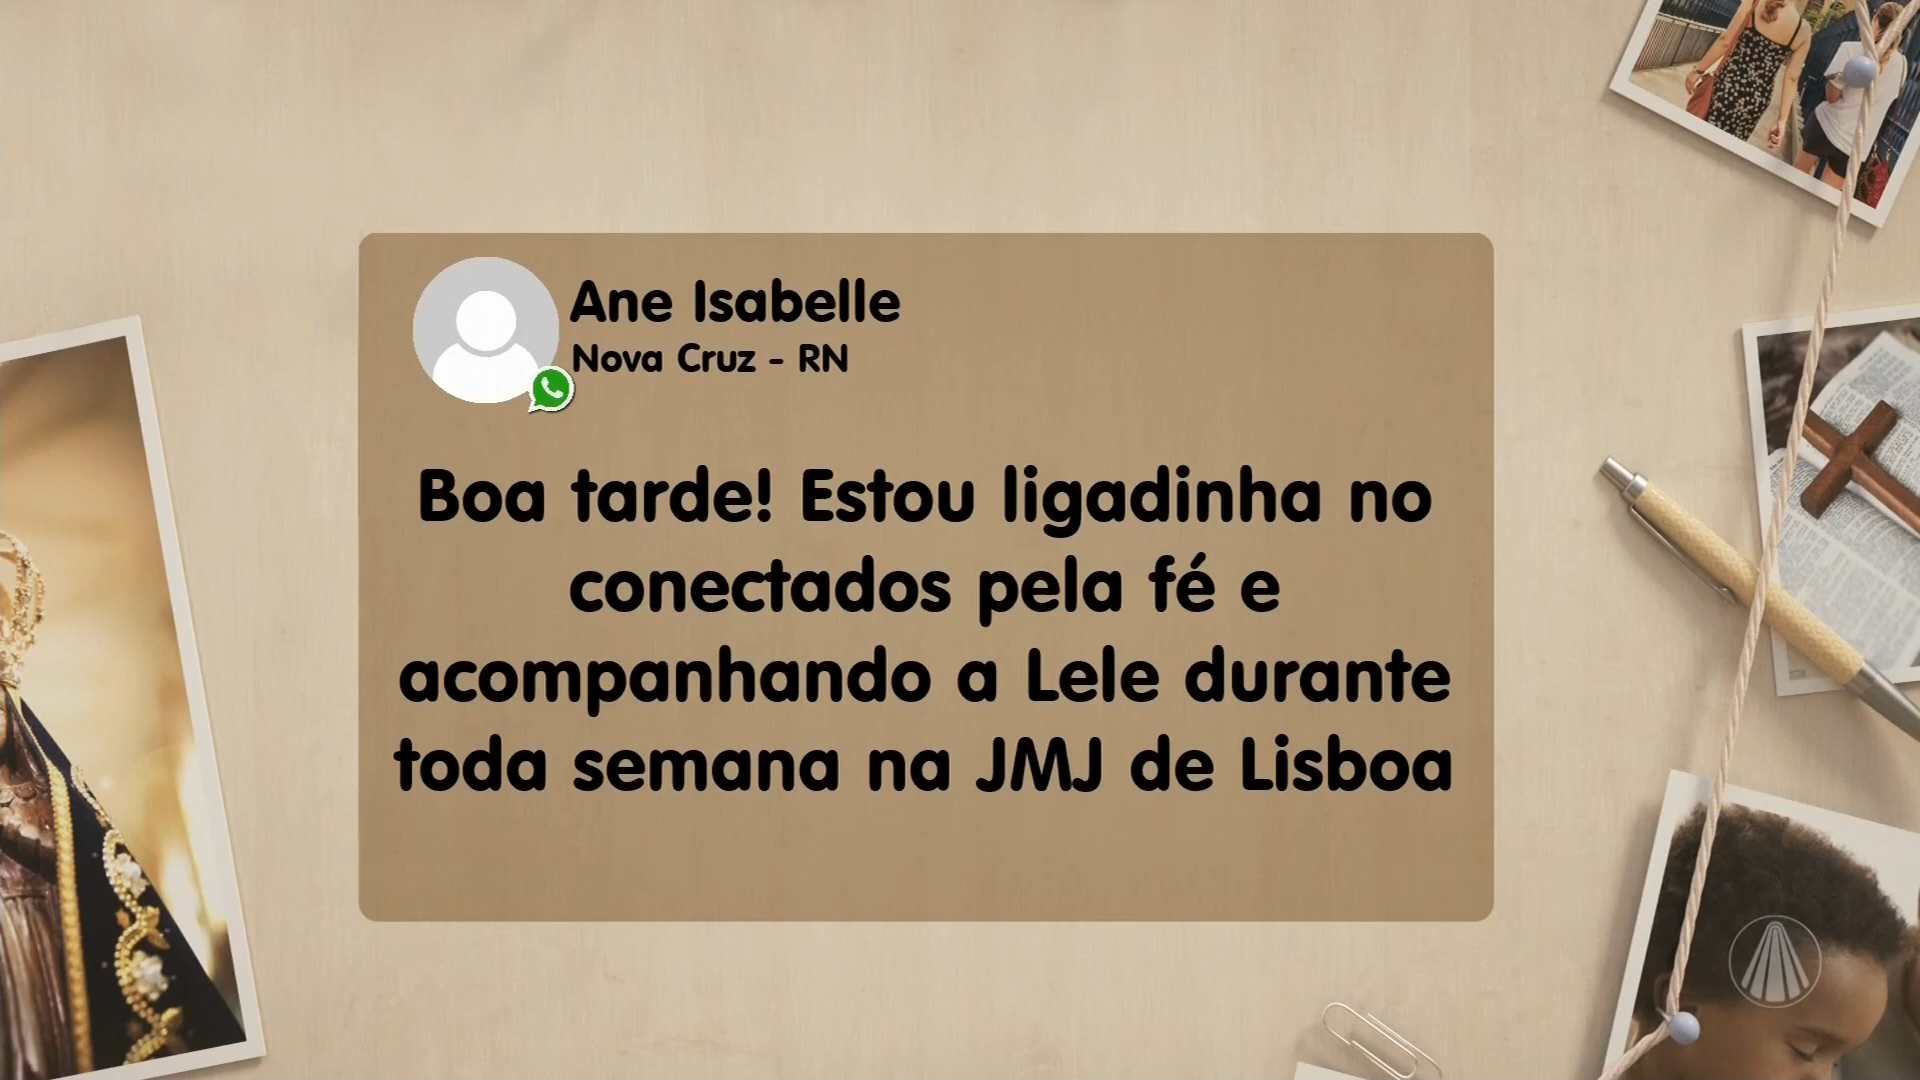 Ane Isabelle
Nova Cruz - RN
Boa tarde! Estou ligadinha no
conectados pela fé e
acompanhando a Lele durante
toda semana na JMJ de Lisboa